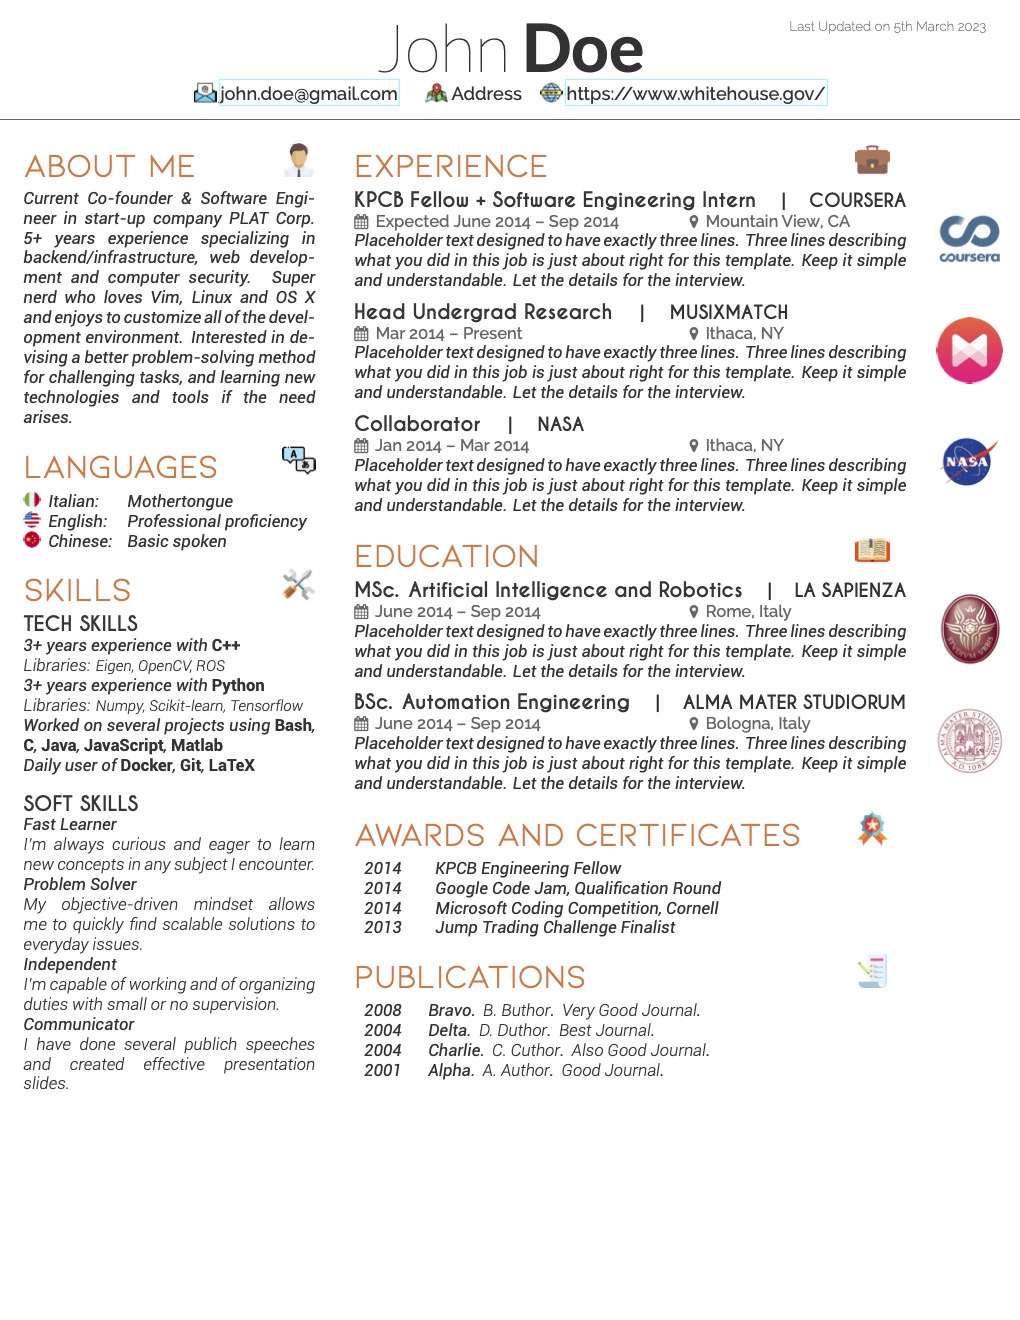 Last Updated on 5th March 2023
John Doe
john.doe@gmail.com Address https://www.whitehouse.gov/
ABOUT ME
Current Co-founder & Software Engi-
neer in start-up company PLAT Corp.
5+ years experience specializing in
backend/infrastructure, web develop-
ment and computer security. Super
nerd who loves Vim, Linux and OS X
and enjoys to customize all of the devel-
opment environment. Interested in de-
vising a better problem-solving method
for challenging tasks, and learning new
technologies and tools if the need
arises.
LANGUAGES
Italian: Mothertongue
English: Professional proficiency
Chinese: Basic spoken
SKILLS
TECH SKILLS
3+ years experience with C++
Libraries: Eigen, OpenCV, ROS
3+ years experience with Python
Libraries: Numpy, Scikit-learn, Tensorflow
Worked on several projects using Bash,
C, Java, JavaScript, Matlab
Daily user of Docker, Git, LaTeX
SOFT SKILLS
Fast Learner
I'm always curious and eager to learn
new concepts in any subject I encounter.
Problem Solver
My objective-driven mindset allows
me to quickly find scalable solutions to
everyday issues.
Independent
I'm capable of working and of organizing
duties with small or no supervision.
Communicator
I have done several publich speeches
and created effective presentation
slides.
EXPERIENCE
KPCB Fellow + Software Engineering Intern | COURSERA
Expected June 2014 – Sep 2014 Mountain View, CA
Placeholder text designed to have exactly three lines. Three lines describing
what you did in this job is just about right for this template. Keep it simple
and understandable. Let the details for the interview.
coursera
Head Undergrad Research | MUSIXMATCH
Mar 2014 – Present Ithaca, NY
Placeholder text designed to have exactly three lines. Three lines describing
what you did in this job is just about right for this template. Keep it simple
and understandable. Let the details for the interview.
Collaborator | NASA
Jan 2014 – Mar 2014 Ithaca, NY
Placeholder text designed to have exactly three lines. Three lines describing
what you did in this job is just about right for this template. Keep it simple
and understandable. Let the details for the interview.
NASA
EDUCATION
MSc. Artificial Intelligence and Robotics | LA SAPIENZA
June 2014 – Sep 2014 Rome, Italy
Placeholder text designed to have exactly three lines. Three lines describing
what you did in this job is just about right for this template. Keep it simple
and understandable. Let the details for the interview.
STVDIVM VRBIS
BSc. Automation Engineering | ALMA MATER STUDIORUM
June 2014 – Sep 2014 Bologna, Italy
Placeholder text designed to have exactly three lines. Three lines describing
what you did in this job is just about right for this template. Keep it simple
and understandable. Let the details for the interview.
ALMA MATER STUDIORUM
A.D. 1088
AWARDS AND CERTIFICATES
2014 KPCB Engineering Fellow
2014 Google Code Jam, Qualification Round
2014 Microsoft Coding Competition, Cornell
2013 Jump Trading Challenge Finalist
PUBLICATIONS
2008 Bravo. B. Buthor. Very Good Journal.
2004 Delta. D. Duthor. Best Journal.
2004 Charlie. C. Cuthor. Also Good Journal.
2001 Alpha. A. Author. Good Journal.